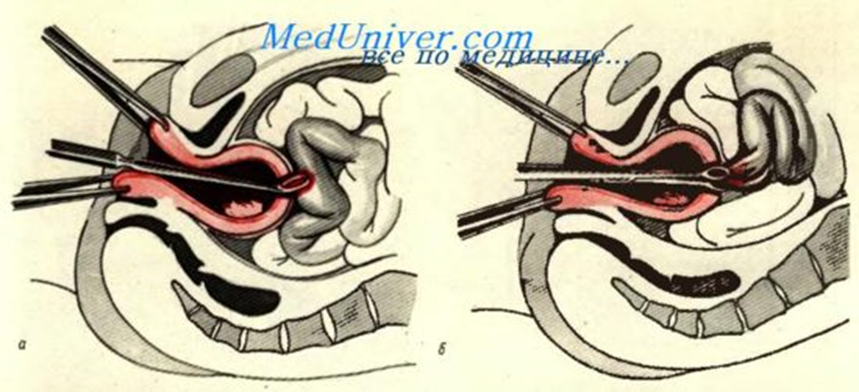 MedUniver.com
все по медицине...
а
б